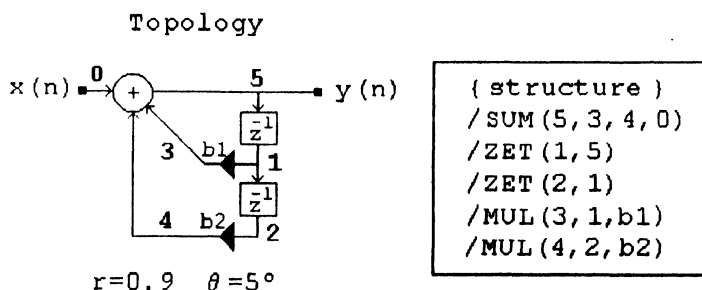 Topology
x(n) 0 + 5 y(n)
z⁻¹
3 b1 1
z⁻¹
4 b2 2
r=0.9 θ=5°
{structure}
/SUM(5,3,4,0)
/ZET(1,5)
/ZET(2,1)
/MUL(3,1,b1)
/MUL(4,2,b2)